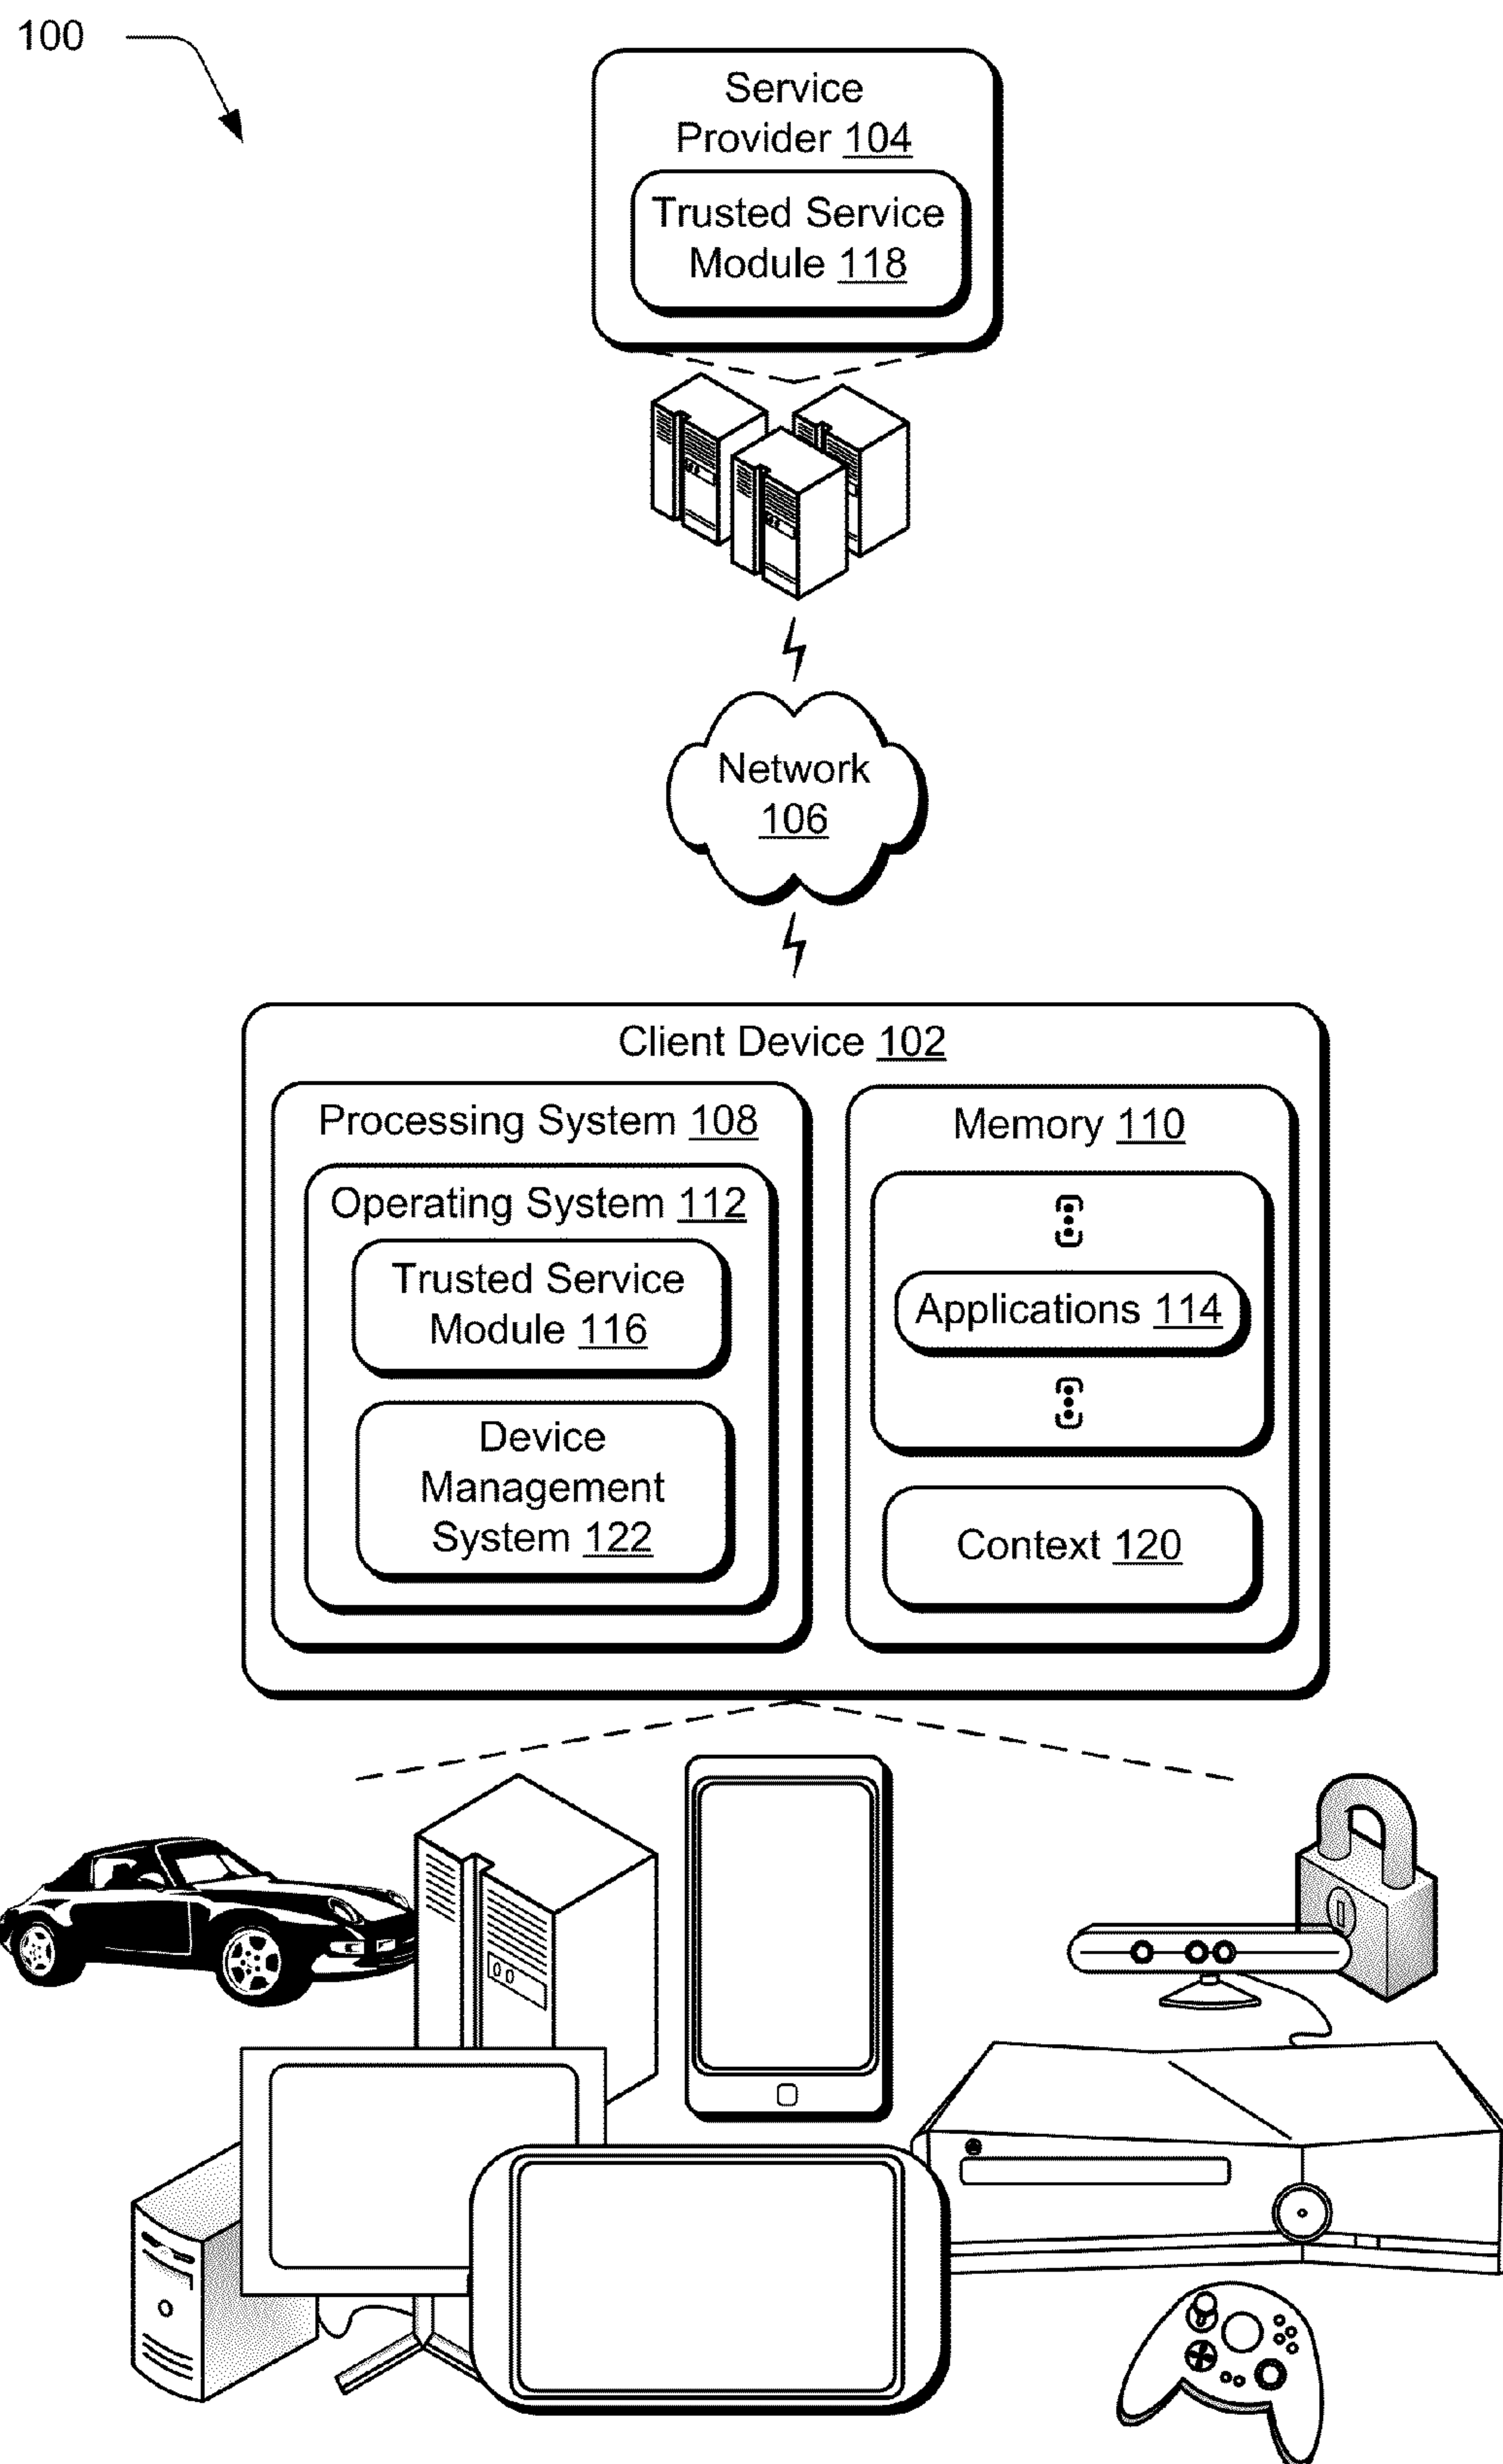 100
Service
Provider 104
Trusted Service
Module 118
Network
106
Client Device 102
Processing System 108
Operating System 112
Trusted Service
Module 116
Device
Management
System 122
Memory 110
Applications 114
Context 120